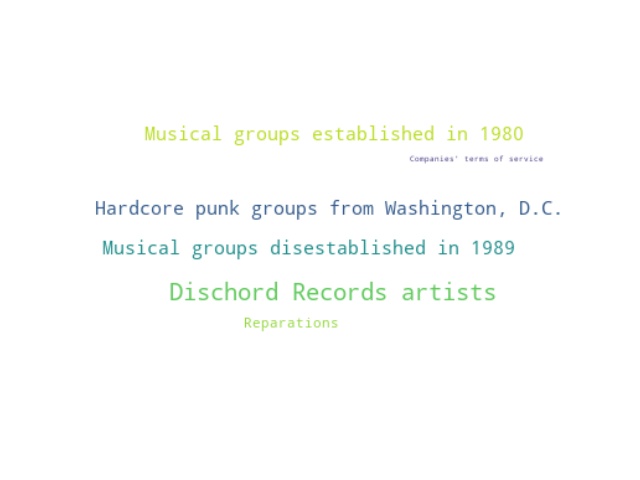 Musical groups established in 1980
Companies' terms of service
Hardcore punk groups from Washington, D.C.
Musical groups disestablished in 1989
Dischord Records artists
Reparations